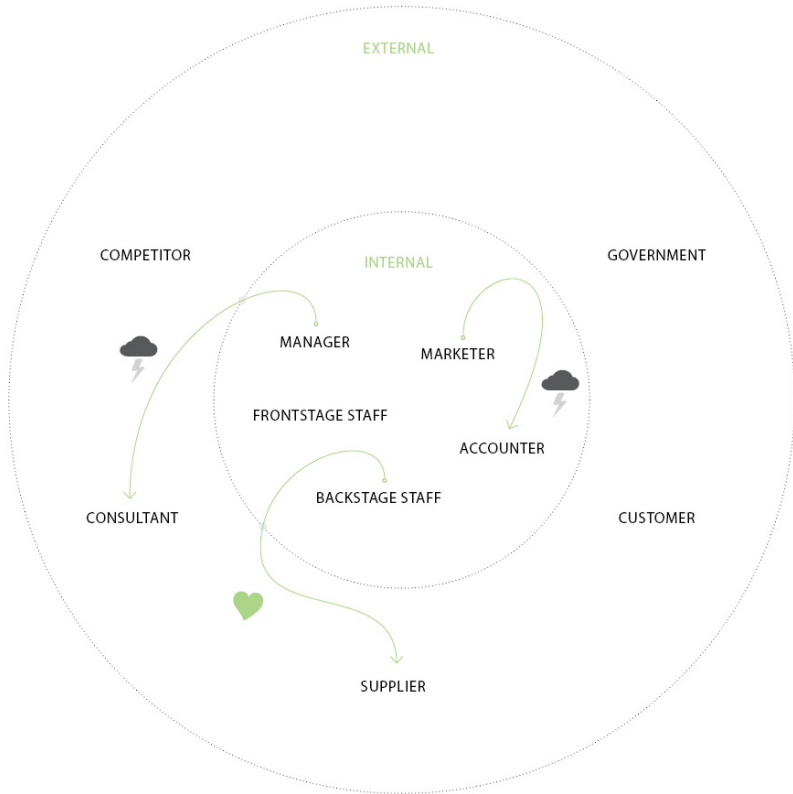 EXTERNAL
COMPETITOR
GOVERNMENT
INTERNAL
MANAGER
MARKETER
FRONTSTAGE STAFF
ACCOUNTER
BACKSTAGE STAFF
CONSULTANT
CUSTOMER
SUPPLIER